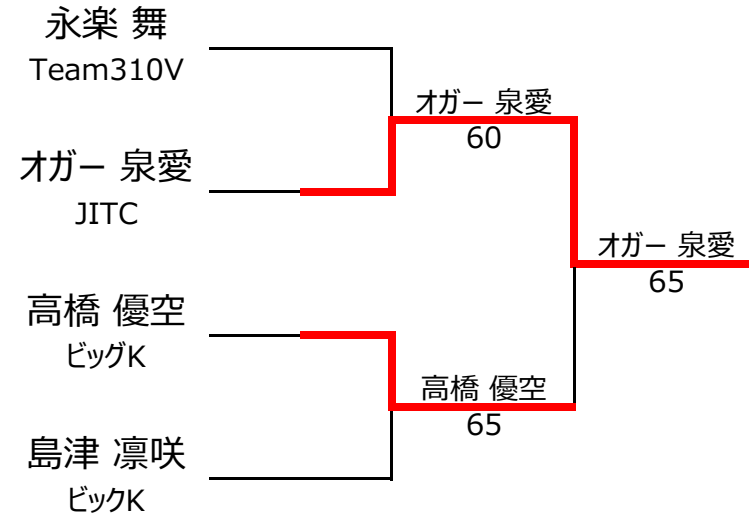 永楽 舞
Team310V
オガー 泉愛
JITC
高橋 優空
ビッグK
島津 凛咲
ビックK
オガー 泉愛
60
高橋 優空
65
オガー 泉愛
65